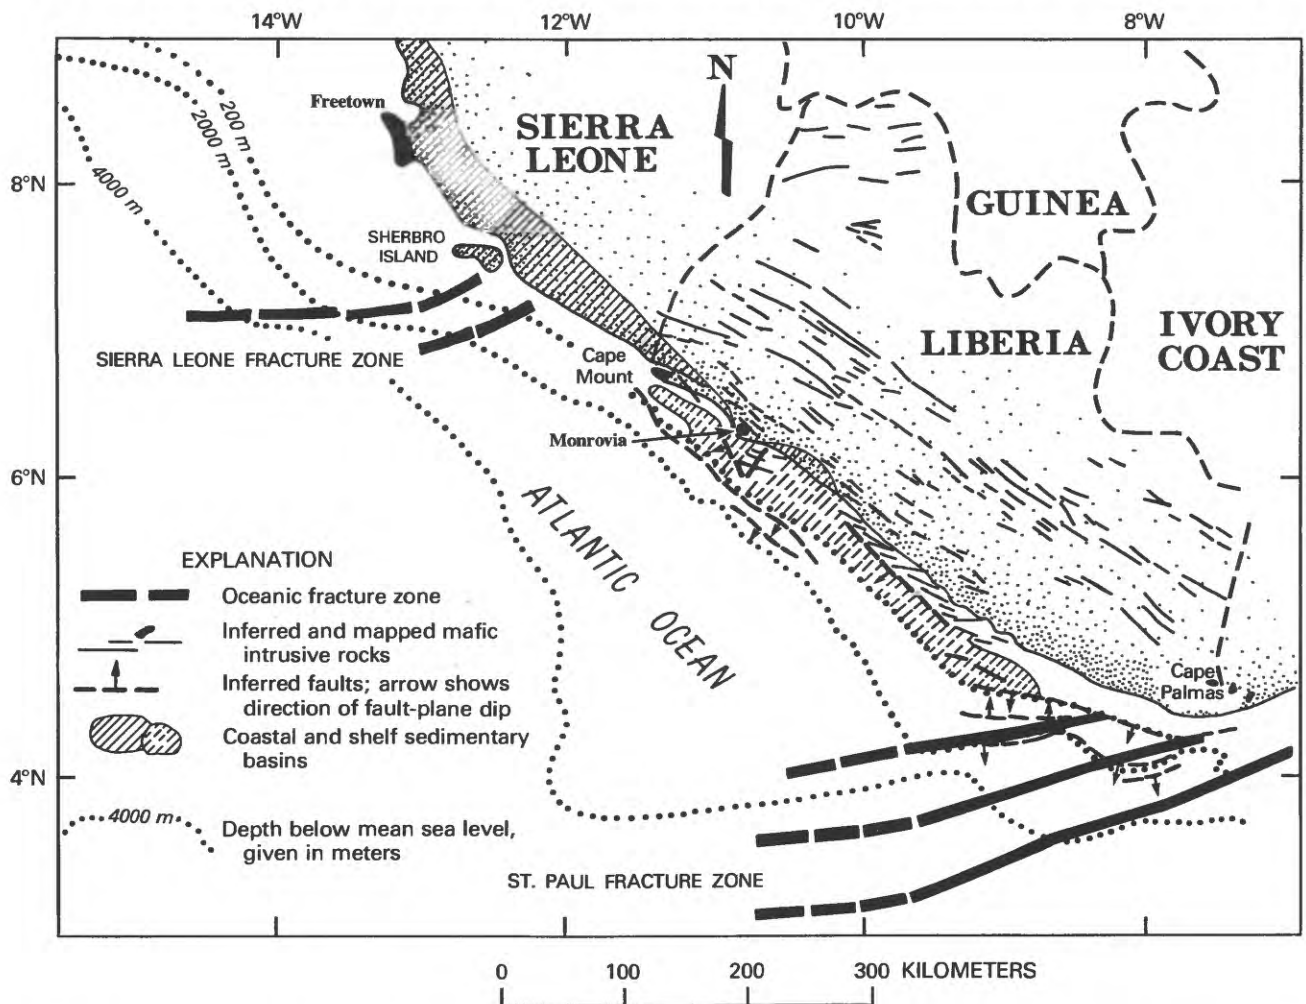 14°W
12°W
10°W
8°W
N
Freetown
SIERRA
LEONE
200 m
2000 m
4000 m
8°N
GUINEA
SHERBRO
ISLAND
LIBERIA
IVORY
COAST
SIERRA LEONE FRACTURE ZONE
Cape
Mount
Monrovia
6°N
ATLANTIC OCEAN
EXPLANATION
Oceanic fracture zone
Inferred and mapped mafic
intrusive rocks
Inferred faults; arrow shows
direction of fault-plane dip
Coastal and shelf sedimentary
basins
4000 m
Depth below mean sea level,
given in meters
Cape
Palmas
4°N
ST. PAUL FRACTURE ZONE
0 100 200 300 KILOMETERS